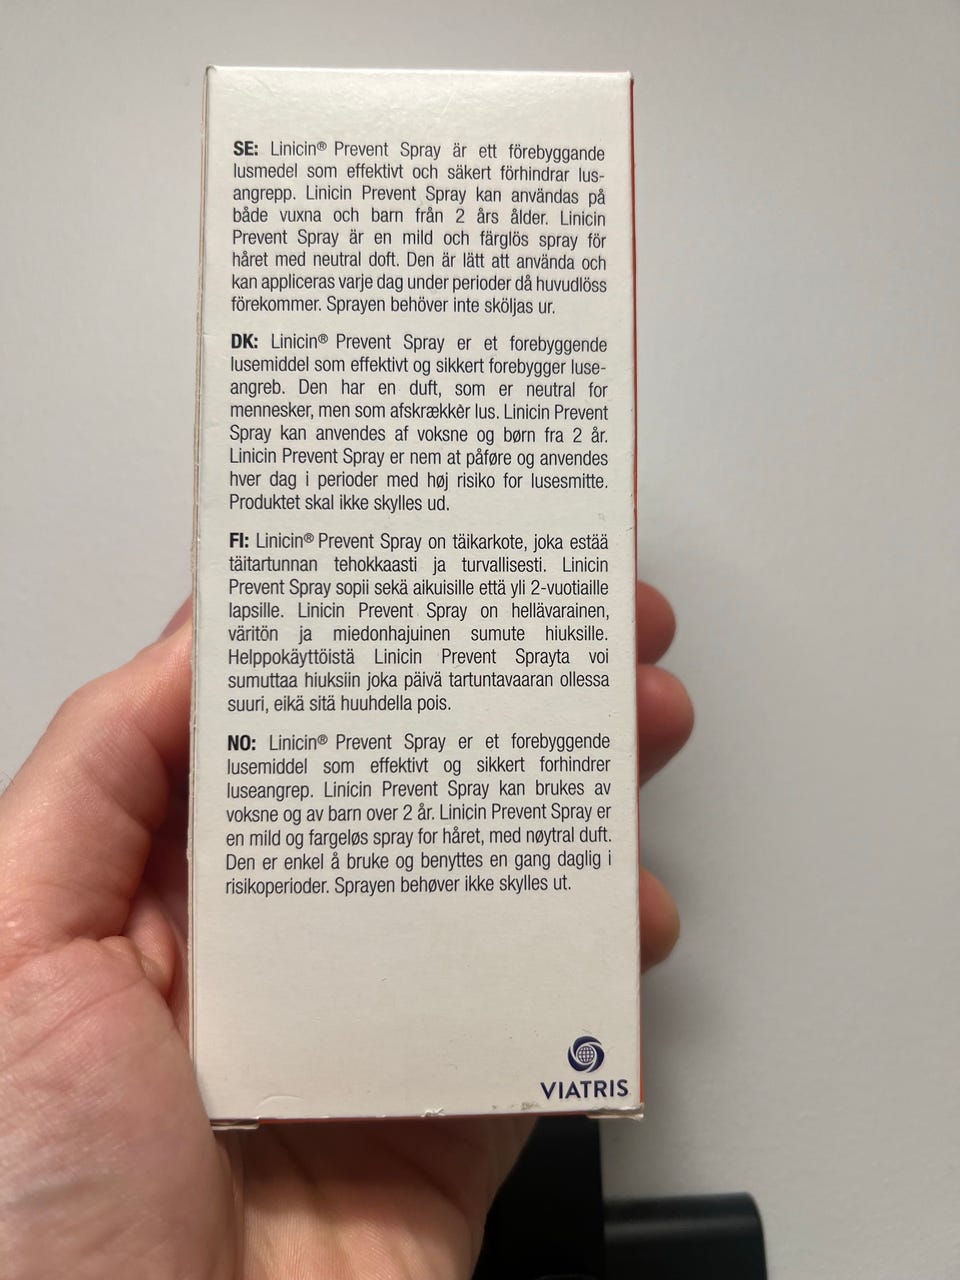 SE: Linicin® Prevent Spray är ett förebyggande
lusmedel som effektivt och säkert förhindrar lus-
angrepp. Linicin Prevent Spray kan användas på
både vuxna och barn från 2 års ålder. Linicin
Prevent Spray är en mild och färglös spray för
håret med neutral doft. Den är lätt att använda och
kan appliceras varje dag under perioder då huvudlöss
förekommer. Sprayen behöver inte sköljas ur.
DK: Linicin® Prevent Spray er et forebyggende
lusemiddel som effektivt og sikkert forebygger luse-
angreb. Den har en duft, som er neutral for
mennesker, men som afskrækkèr lus. Linicin Prevent
Spray kan anvendes af voksne og børn fra 2 år.
Linicin Prevent Spray er nem at påføre og anvendes
hver dag i perioder med høj risiko for lusesmitte.
Produktet skal ikke skylles ud.
FI: Linicin® Prevent Spray on täikarkote, joka estää
täitartunnan tehokkaasti ja turvallisesti. Linicin
Prevent Spray sopii sekä aikuisille että yli 2-vuotiaille
lapsille. Linicin Prevent Spray on hellävarainen,
väritön ja miedonhajuinen sumute hiuksille.
Helppokäyttöistä Linicin Prevent Sprayta voi
sumuttaa hiuksiin joka päivä tartuntavaaran ollessa
suuri, eikä sitä huuhdella pois.
NO: Linicin® Prevent Spray er et forebyggende
lusemiddel som effektivt og sikkert forhindrer
luseangrep. Linicin Prevent Spray kan brukes av
voksne og av barn over 2 år. Linicin Prevent Spray er
en mild og fargeløs spray for håret, med nøytral duft.
Den er enkel å bruke og benyttes en gang daglig i
risikoperioder. Sprayen behøver ikke skylles ut.
VIATRIS